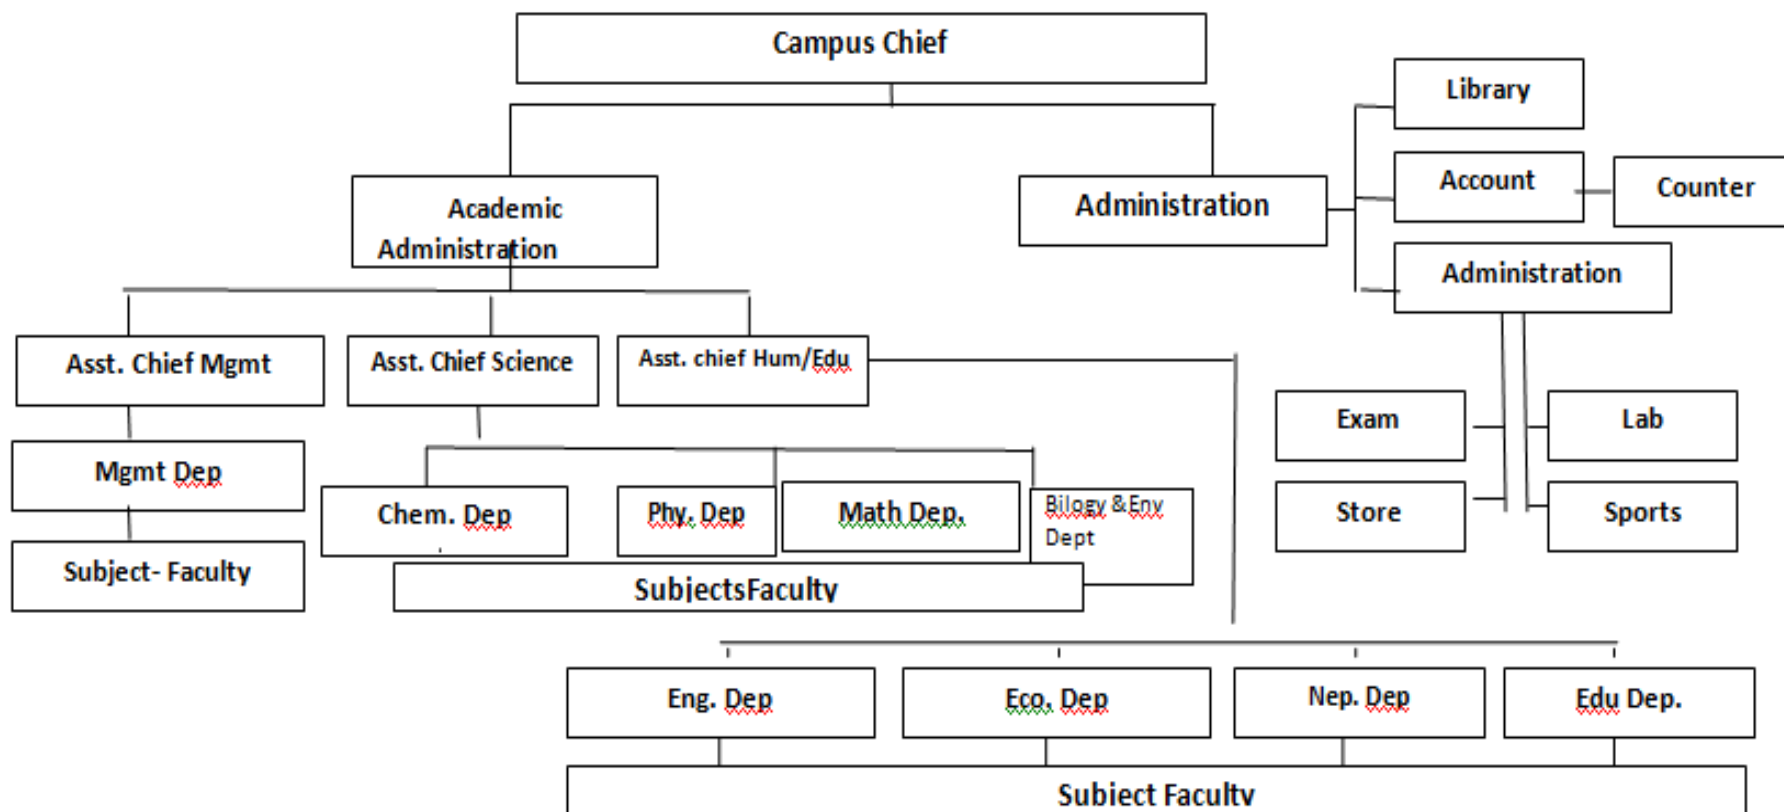 Campus Chief
Library
Account
Counter
Academic
Administration
Administration
Administration
Asst. Chief Mgmt
Asst. Chief Science
Asst. chief Hum/Edu
Exam
Lab
Mgmt Dep
Chem. Dep
Phy. Dep
Math Dep.
Bilogy &Env
Dept
Store
Sports
Subject- Faculty
SubjectsFaculty
Eng. Dep
Eco. Dep
Nep. Dep
Edu Dep.
Subject Faculty